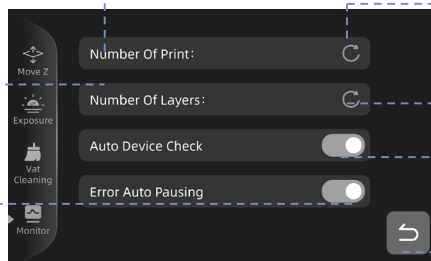 Move Z
Exposure
Vat
Cleaning
Monitor
Number Of Print:
Number Of Layers:
Auto Device Check
Error Auto Pausing